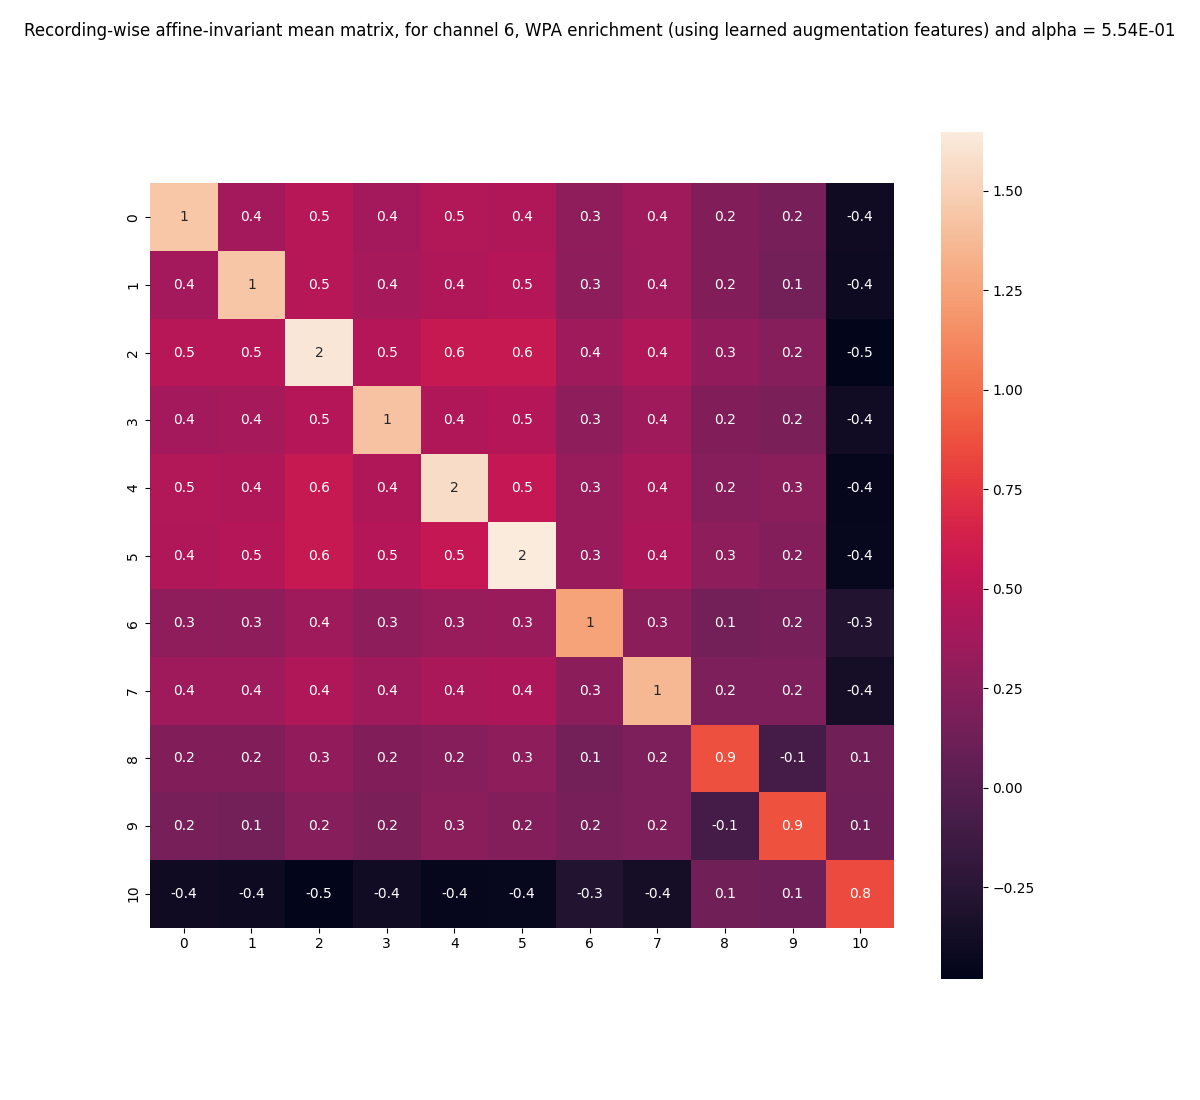 Recording-wise affine-invariant mean matrix, for channel 6, WPA enrichment (using learned augmentation features) and alpha = 5.54E-01
0 1 0.4 0.5 0.4 0.5 0.4 0.3 0.4 0.2 0.2 -0.4
1 0.4 1 0.5 0.4 0.4 0.5 0.3 0.4 0.2 0.1 -0.4
2 0.5 0.5 2 0.5 0.6 0.6 0.4 0.4 0.3 0.2 -0.5
3 0.4 0.4 0.5 1 0.4 0.5 0.3 0.4 0.2 0.2 -0.4
4 0.5 0.4 0.6 0.4 2 0.5 0.3 0.4 0.2 0.3 -0.4
5 0.4 0.5 0.6 0.5 0.5 2 0.3 0.4 0.3 0.2 -0.4
6 0.3 0.3 0.4 0.3 0.3 0.3 1 0.3 0.1 0.2 -0.3
7 0.4 0.4 0.4 0.4 0.4 0.4 0.3 1 0.2 0.2 -0.4
8 0.2 0.2 0.3 0.2 0.2 0.3 0.1 0.2 0.9 -0.1 0.1
9 0.2 0.1 0.2 0.2 0.3 0.2 0.2 0.2 -0.1 0.9 0.1
10 -0.4 -0.4 -0.5 -0.4 -0.4 -0.4 -0.3 -0.4 0.1 0.1 0.8
0 1 2 3 4 5 6 7 8 9 10
1.50
1.25
1.00
0.75
0.50
0.25
0.00
−0.25